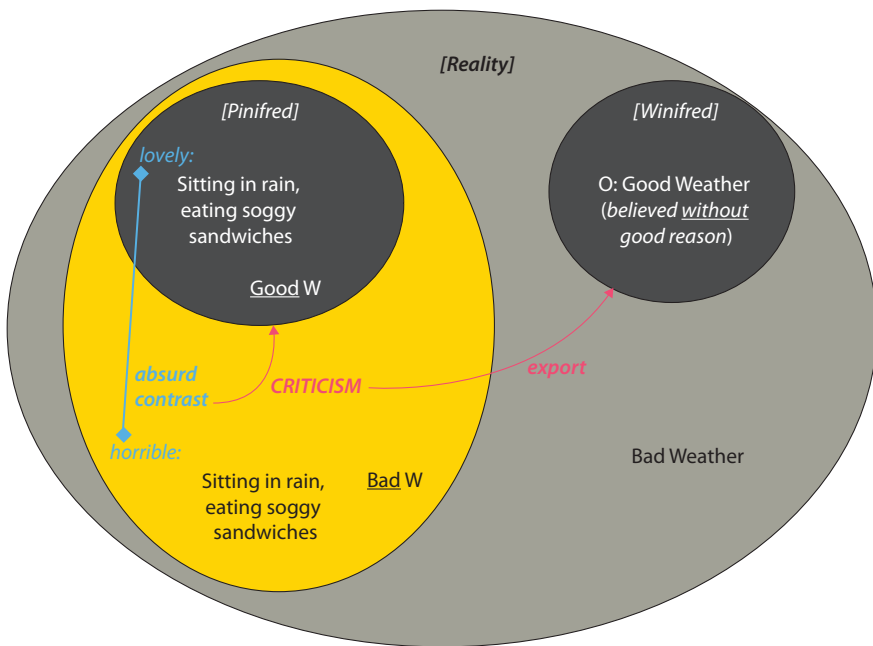 [Reality]
[Pinifred]
lovely:
Sitting in rain,
eating soggy
sandwiches
Good W
[Winifred]
O: Good Weather
(believed without
good reason)
absurd
contrast
CRITICISM
export
horrible:
Sitting in rain,
eating soggy
sandwiches
Bad W
Bad Weather